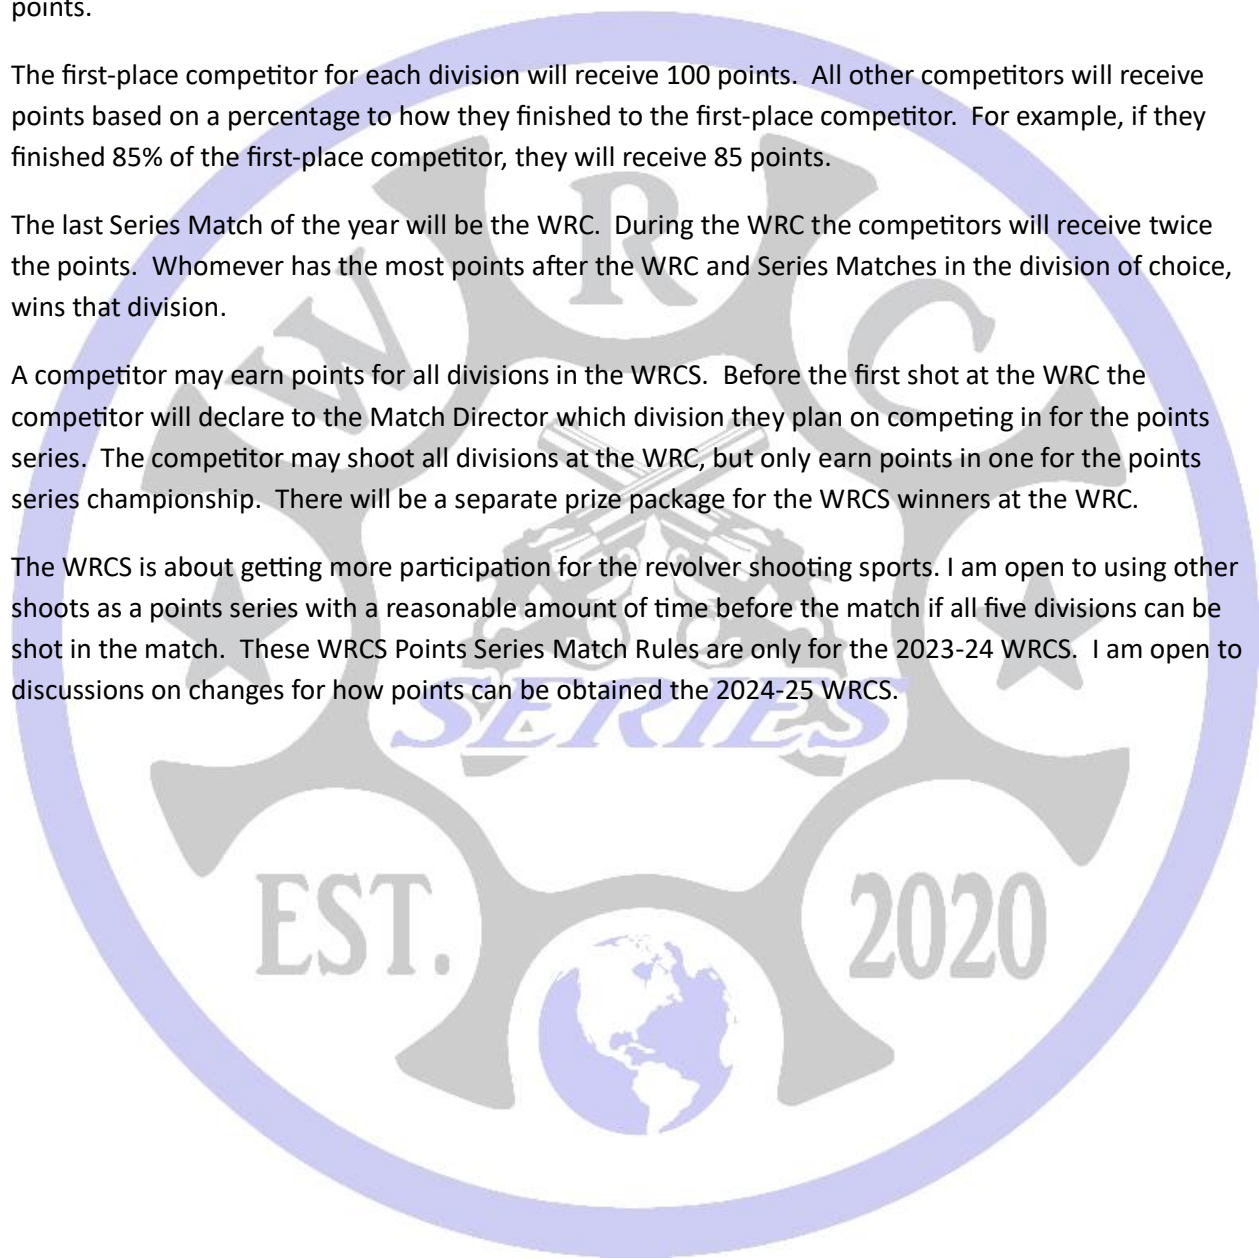 points.
The first-place competitor for each division will receive 100 points.  All other competitors will receive
points based on a percentage to how they finished to the first-place competitor.  For example, if they
finished 85% of the first-place competitor, they will receive 85 points.
The last Series Match of the year will be the WRC.  During the WRC the competitors will receive twice
the points.  Whomever has the most points after the WRC and Series Matches in the division of choice,
wins that division.
A competitor may earn points for all divisions in the WRCS.  Before the first shot at the WRC the
competitor will declare to the Match Director which division they plan on competing in for the points
series.  The competitor may shoot all divisions at the WRC, but only earn points in one for the points
series championship.  There will be a separate prize package for the WRCS winners at the WRC.
The WRCS is about getting more participation for the revolver shooting sports. I am open to using other
shoots as a points series with a reasonable amount of time before the match if all five divisions can be
shot in the match.  These WRCS Points Series Match Rules are only for the 2023-24 WRCS.  I am open to
discussions on changes for how points can be obtained the 2024-25 WRCS.
W R C
SERIES
EST. 2020